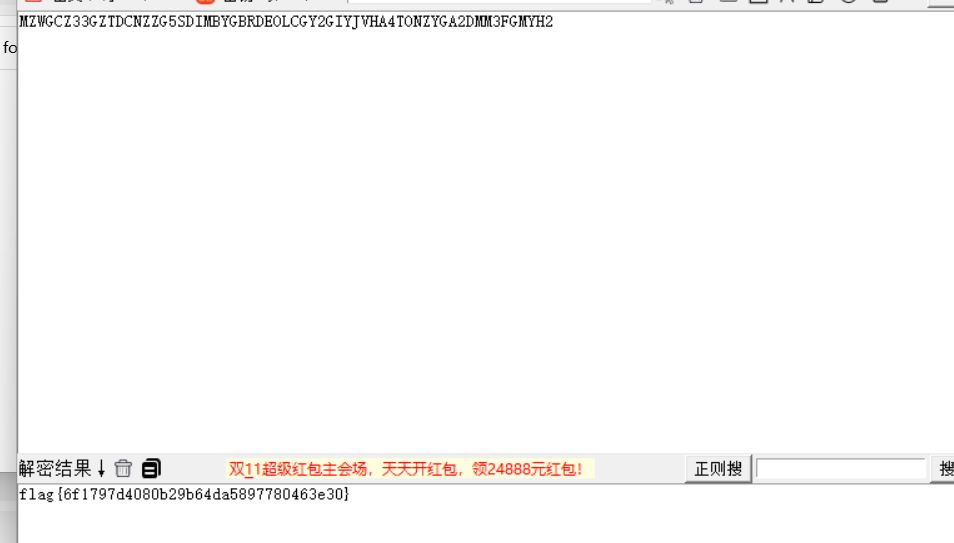 MZWGCZ33GZTDCNZZG5SDIMBYGBRDEOLCGY2GIYJVHA4TONZYGA2DMM3FGMYH2
fo
解密结果↓
双11超级红包主会场，天天开红包，领24888元红包！
正则搜
搜
flag{6f1797d4080b29b64da5897780463e30}